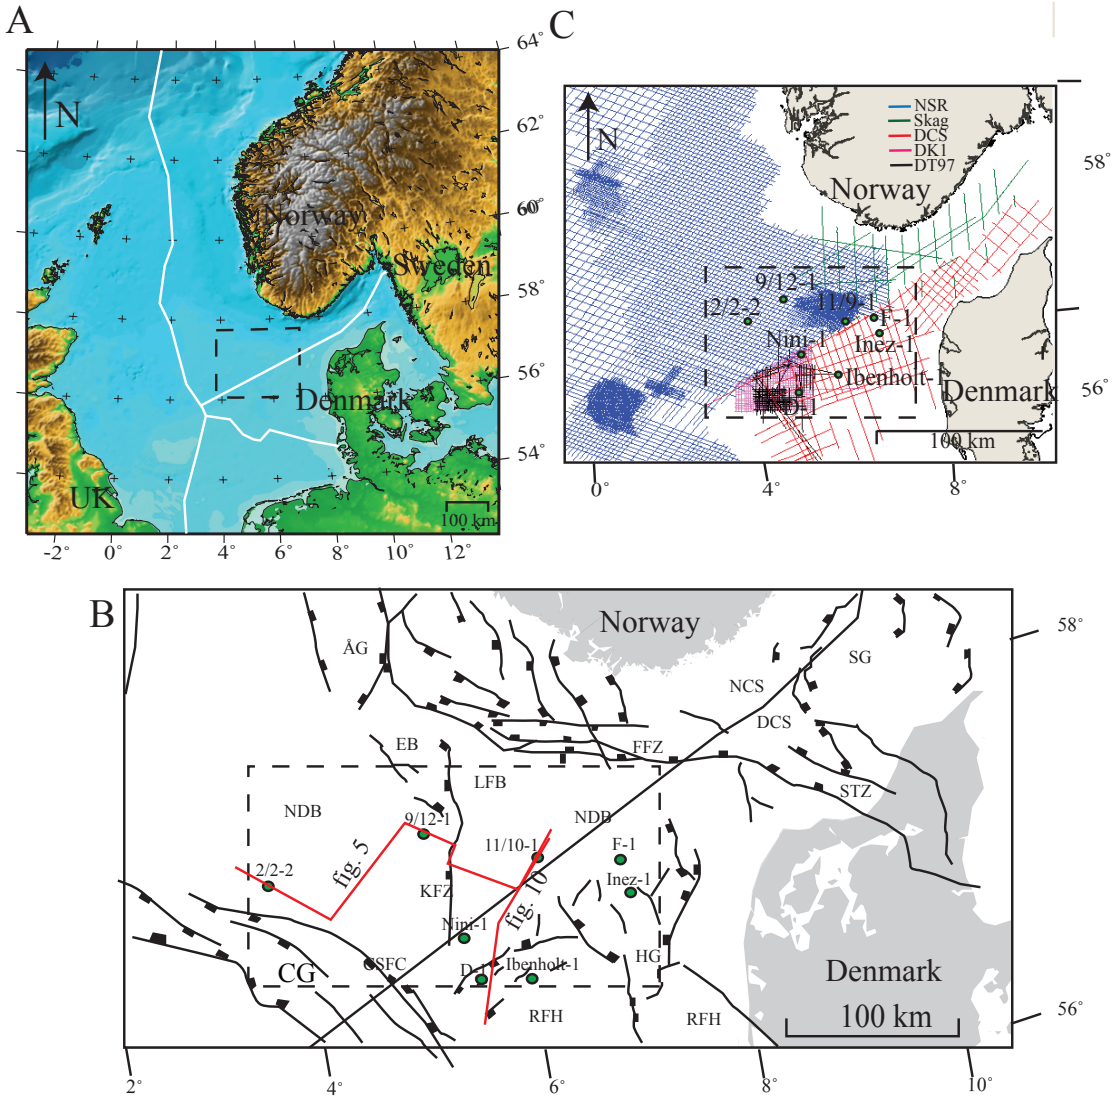 A
N
Norway
Sweden
Denmark
UK
100 km
64°
62°
60°
58°
56°
54°
-2°
0°
2°
4°
6°
8°
10°
12°
C
N
NSR
Skag
DCS
DK1
DT97
Norway
58°
9/12-1
2/2-2
11/9-1
F-1
Nini-1
Inez-1
Ibenholt-1
D-1
Denmark
56°
100 km
0°
4°
8°
B
Norway
58°
ÅG
SG
NCS
DCS
EB
FFZ
LFB
STZ
NDB
NDB
9/12-1
11/10-1
F-1
2/2-2
fig. 5
KFZ
fig. 10
Inez-1
Nini-1
HG
CG
CSFC
D-1
Ibenholt-1
Denmark
RFH
RFH
100 km
56°
2°
4°
6°
8°
10°